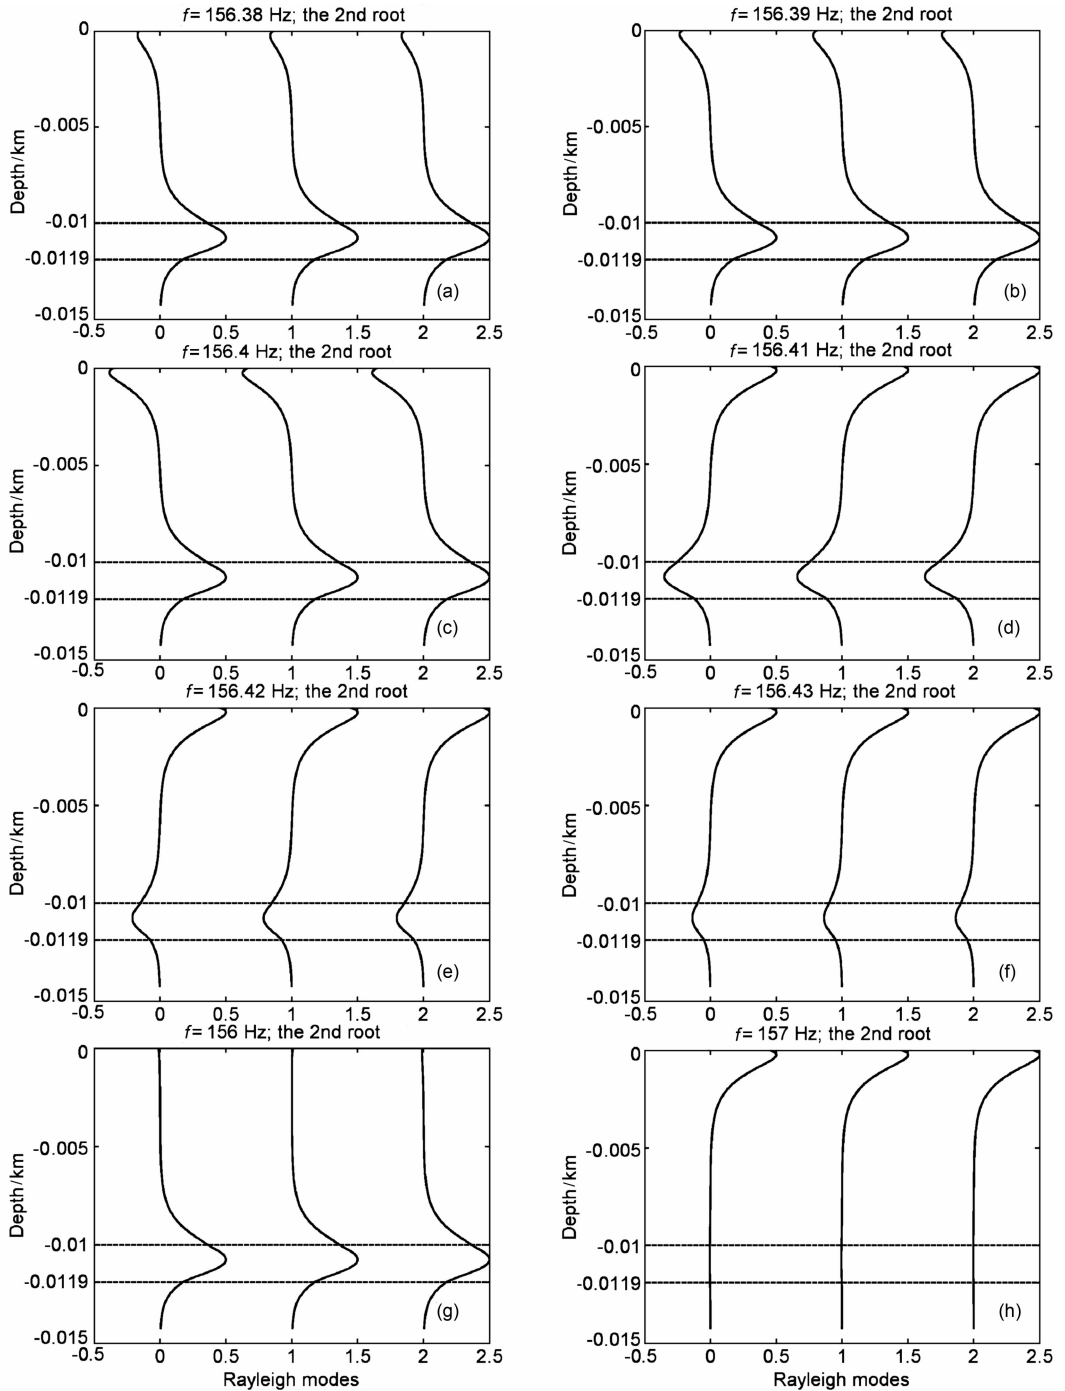 f= 156.38 Hz; the 2nd root
0
-0.005
-0.01
-0.0119
-0.015
Depth/km
-0.5 0 0.5 1 1.5 2 2.5
(a)
f= 156.39 Hz; the 2nd root
0
-0.005
-0.01
-0.0119
-0.015
Depth/km
-0.5 0 0.5 1 1.5 2 2.5
(b)
f= 156.4 Hz; the 2nd root
0
-0.005
-0.01
-0.0119
-0.015
Depth/km
-0.5 0 0.5 1 1.5 2 2.5
(c)
f= 156.41 Hz; the 2nd root
0
-0.005
-0.01
-0.0119
-0.015
Depth/km
-0.5 0 0.5 1 1.5 2 2.5
(d)
f= 156.42 Hz; the 2nd root
0
-0.005
-0.01
-0.0119
-0.015
Depth/km
-0.5 0 0.5 1 1.5 2 2.5
(e)
f= 156.43 Hz; the 2nd root
0
-0.005
-0.01
-0.0119
-0.015
Depth/km
-0.5 0 0.5 1 1.5 2 2.5
(f)
f= 156 Hz; the 2nd root
0
-0.005
-0.01
-0.0119
-0.015
Depth/km
-0.5 0 0.5 1 1.5 2 2.5
(g)
Rayleigh modes
f= 157 Hz; the 2nd root
0
-0.005
-0.01
-0.0119
-0.015
Depth/km
-0.5 0 0.5 1 1.5 2 2.5
(h)
Rayleigh modes